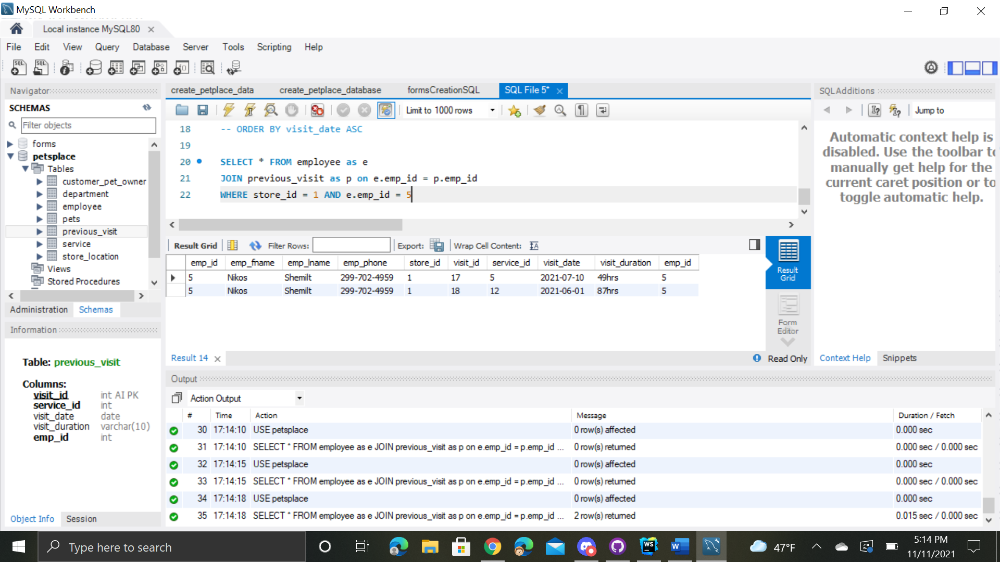 MySQL Workbench
Local instance MySQL80
File Edit View Query Database Server Tools Scripting Help
Navigator
SCHEMAS
Filter objects
forms
petsplace
Tables
customer_pet_owner
department
employee
pets
previous_visit
service
store_location
Views
Stored Procedures
Administration Schemas
Information
Table: previous_visit
Columns:
visit_id int AI PK
service_id int
visit_date date
visit_duration varchar(10)
emp_id int
Object Info Session
create_petplace_data create_petplace_database formsCreationSQL SQL File 5*
Limit to 1000 rows
18 -- ORDER BY visit_date ASC
19
20 SELECT * FROM employee as e
21 JOIN previous_visit as p on e.emp_id = p.emp_id
22 WHERE store_id = 1 AND e.emp_id = 5
Result Grid Filter Rows: Export: Wrap Cell Content:
emp_id emp_fname emp_lname emp_phone store_id visit_id service_id visit_date visit_duration emp_id
5 Nikos Shemilt 299-702-4959 1 17 5 2021-07-10 49hrs 5
5 Nikos Shemilt 299-702-4959 1 18 12 2021-06-01 87hrs 5
Result Grid
Form Editor
Result 14
Read Only
SQLAdditions
Jump to
Automatic context help is
disabled. Use the toolbar to
manually get help for the
current caret position or to
toggle automatic help.
Context Help Snippets
Output
Action Output
# Time Action Message Duration / Fetch
30 17:14:10 USE petsplace 0 row(s) affected 0.000 sec
31 17:14:10 SELECT * FROM employee as e JOIN previous_visit as p on e.emp_id = p.emp_id ... 0 row(s) returned 0.000 sec / 0.000 sec
32 17:14:15 USE petsplace 0 row(s) affected 0.000 sec
33 17:14:15 SELECT * FROM employee as e JOIN previous_visit as p on e.emp_id = p.emp_id ... 0 row(s) returned 0.000 sec / 0.000 sec
34 17:14:18 USE petsplace 0 row(s) affected 0.000 sec
35 17:14:18 SELECT * FROM employee as e JOIN previous_visit as p on e.emp_id = p.emp_id ... 2 row(s) returned 0.015 sec / 0.000 sec
Type here to search
47°F
5:14 PM
11/11/2021